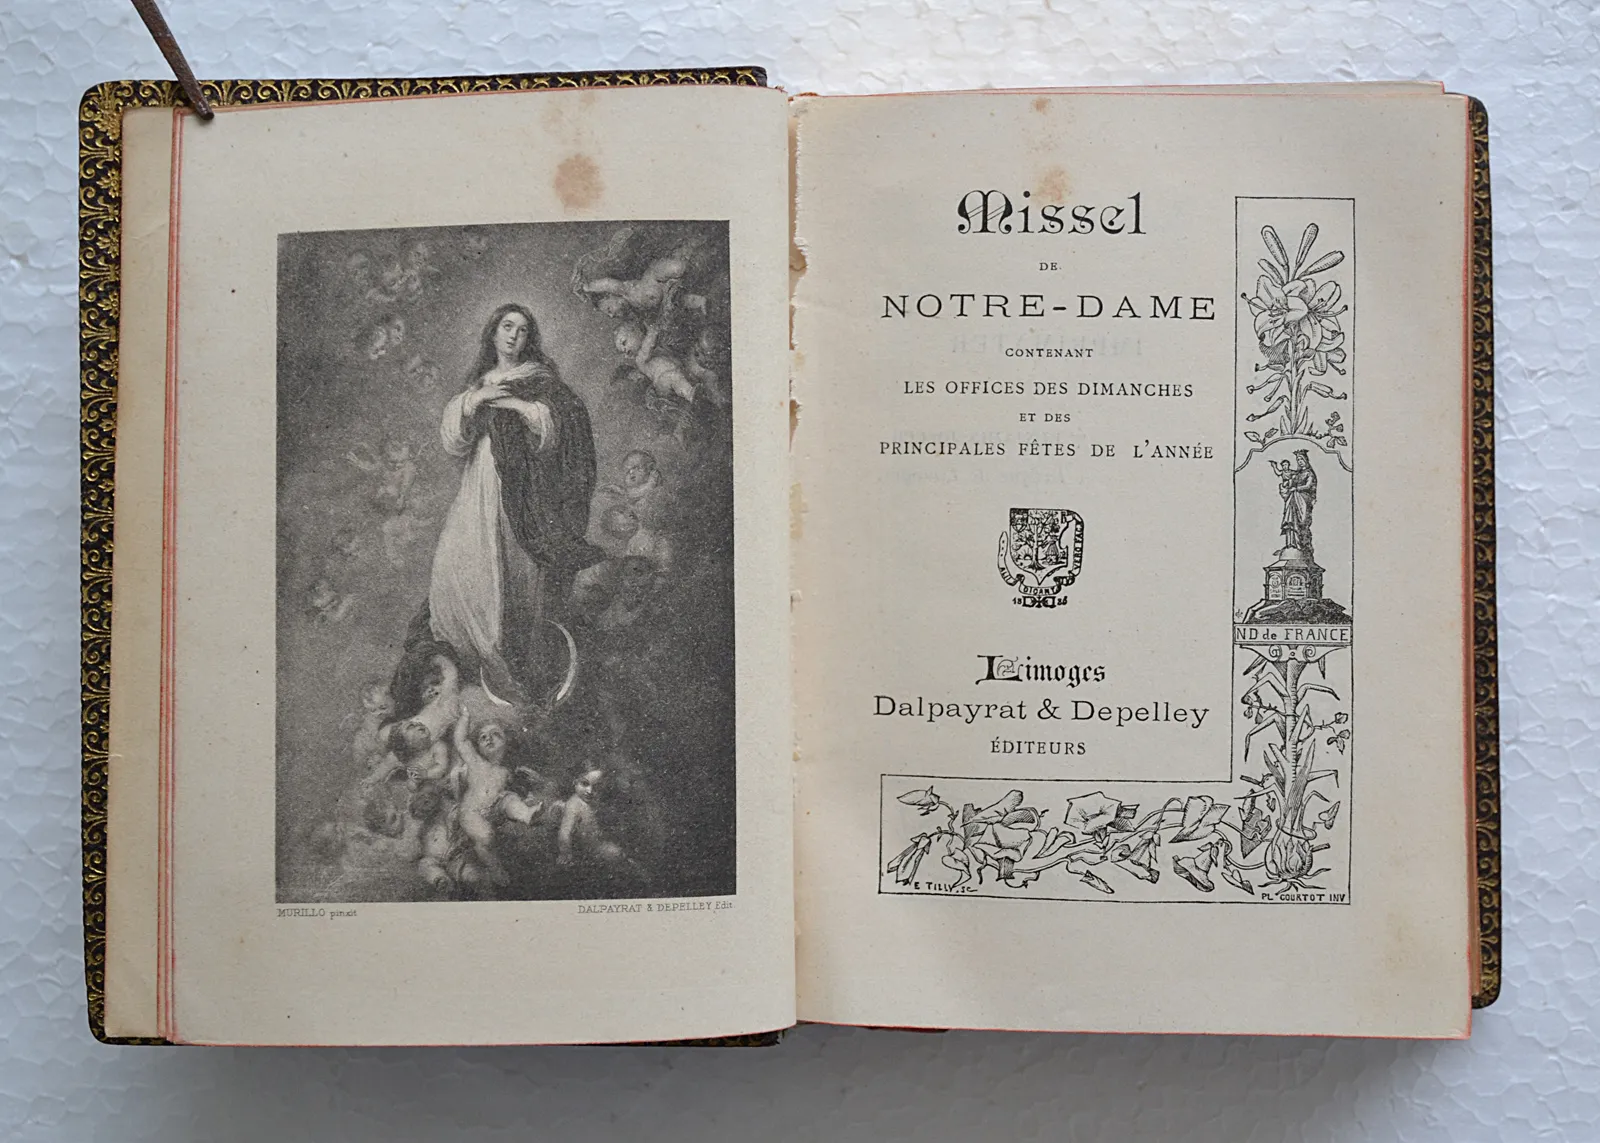 MURILLO pinxit
DALPAYRAT & DEPELLEY Edit
Missel
DE
NOTRE-DAME
CONTENANT
LES OFFICES DES DIMANCHES
ET DES
PRINCIPALES FÊTES DE L'ANNÉE
DICANT
ND de FRANCE
Limoges
Dalpayrat & Depelley
ÉDITEURS
E TILLY. sc
PL COURTOT INV